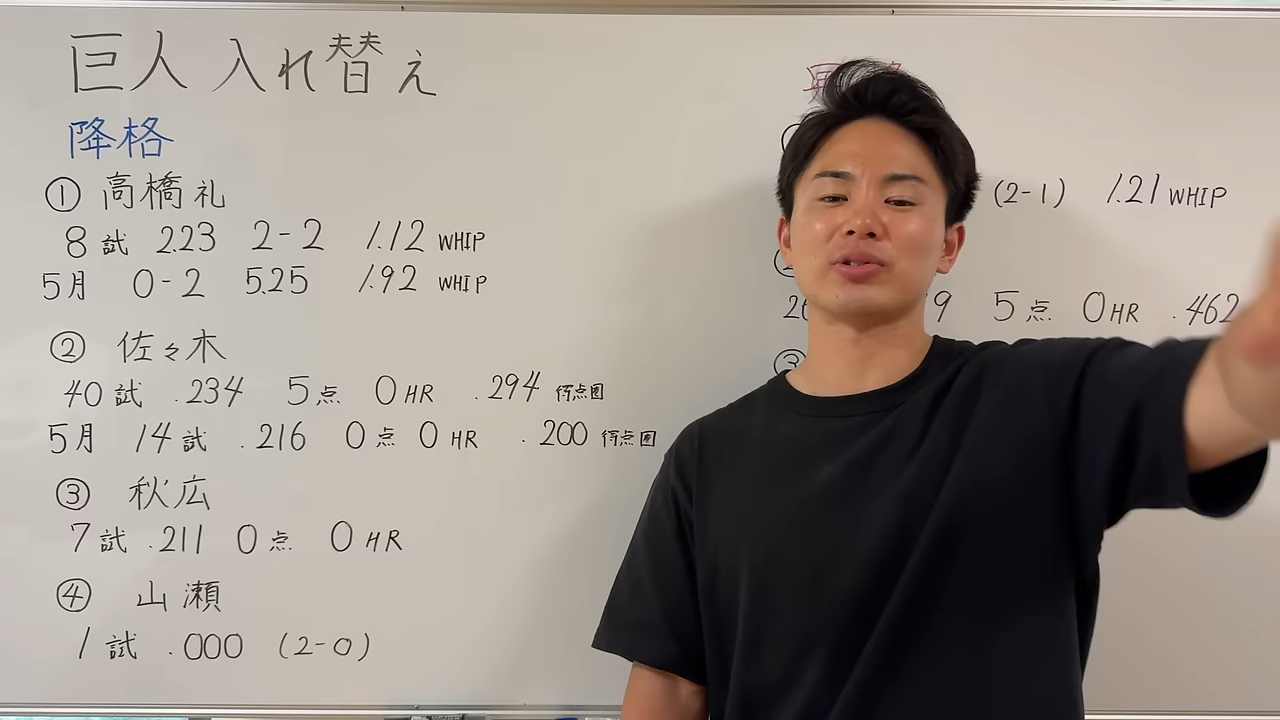 巨人 入れ替え
降格
① 高橋礼
8試 2.23 2-2 1.12 WHIP
5月 0-2 5.25 1.92 WHIP
② 佐々木
40試 .234 5点 0HR .294 得点圏
5月 14試 .216 0点 0HR .200 得点圏
③ 秋広
7試 .211 0点 0HR
④ 山瀬
1試 .000 (2-0)
(2-1) 1.21 WHIP
5点 0HR .462
③